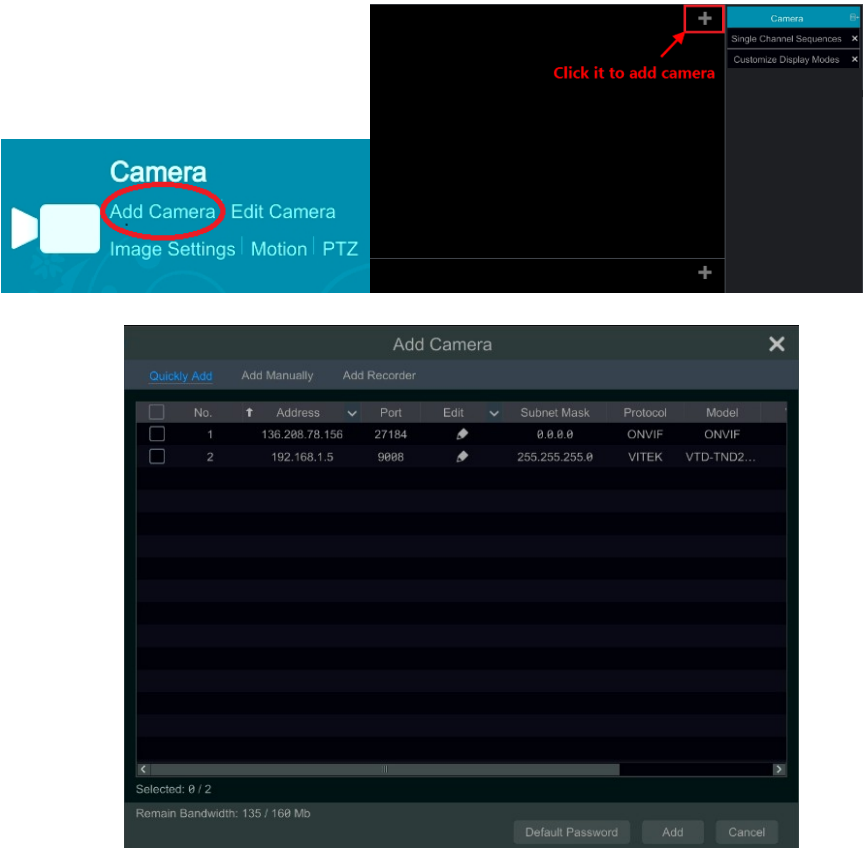 Camera
Single Channel Sequences ×
Customize Display Modes ×
Click it to add camera
Camera
Add Camera Edit Camera
Image Settings | Motion | PTZ
Add Camera
Quickly Add Add Manually Add Recorder
No. Address Port Edit Subnet Mask Protocol Model
1 136.208.78.156 27184 0.0.0.0 ONVIF ONVIF
2 192.168.1.5 9008 255.255.255.0 VITEK VTD-TND2...
Selected: 0 / 2
Remain Bandwidth: 135 / 160 Mb
Default Password Add Cancel